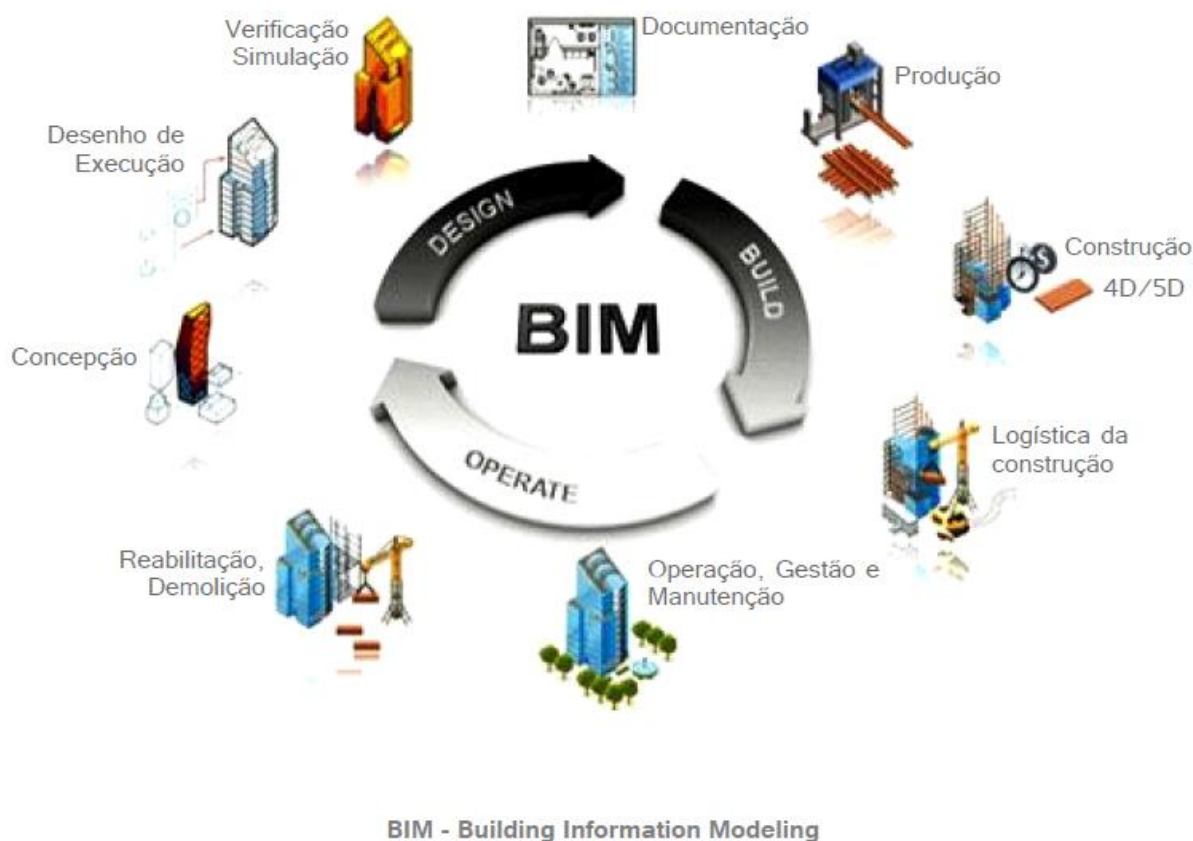 Verificação
Simulação
Documentação
Produção
Desenho de
Execução
DESIGN
BUILD
Construção
4D/5D
BIM
Concepção
Logística da
construção
OPERATE
Reabilitação,
Demolição
Operação, Gestão e
Manutenção
BIM - Building Information Modeling